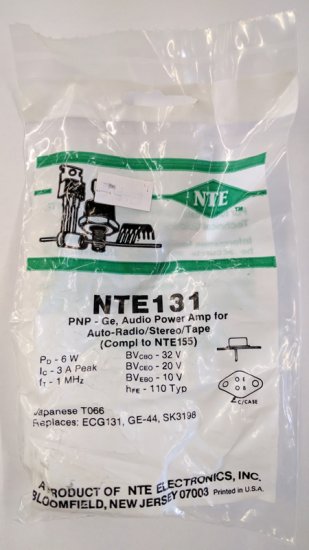 NTE
TM
NTE131
PNP - Ge, Audio Power Amp for
Auto-Radio/Stereo/Tape
(Compl to NTE155)
PD - 6 W BVCBO - 32 V
IC - 3 A Peak BVCEO - 20 V
fT - 1 MHz BVEBO - 10 V
hFE - 110 Typ
E
B
C/CASE
Japanese TO66
Replaces: ECG131, GE-44, SK3198
A PRODUCT OF NTE ELECTRONICS, INC.
BLOOMFIELD, NEW JERSEY 07003 Printed in U.S.A.